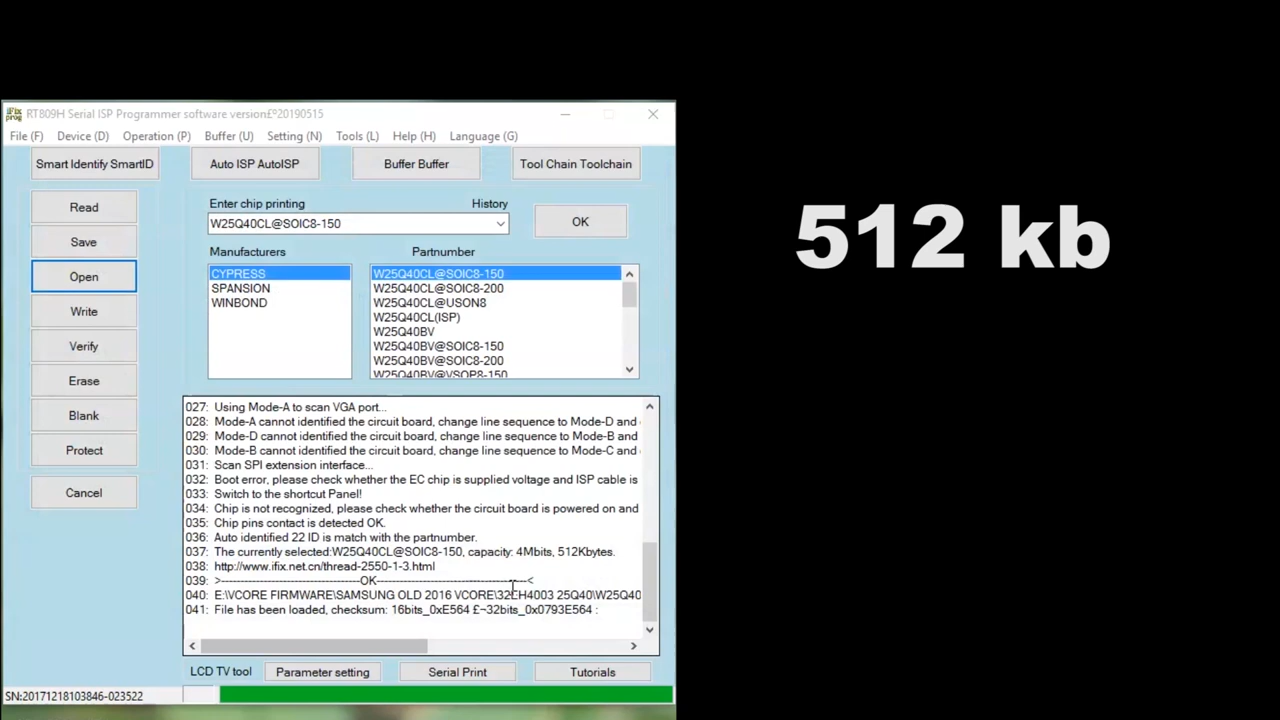 iFix
prog
RT809H Serial ISP Programmer software version£º20190515
File (F) Device (D) Operation (P) Buffer (U) Setting (N) Tools (L) Help (H) Language (G)
Smart Identify SmartID
Auto ISP AutoISP
Buffer Buffer
Tool Chain Toolchain
Read
Save
Open
Write
Verify
Erase
Blank
Protect
Cancel
Enter chip printing
History
W25Q40CL@SOIC8-150
OK
Manufacturers
CYPRESS
SPANSION
WINBOND
Partnumber
W25Q40CL@SOIC8-150
W25Q40CL@SOIC8-200
W25Q40CL@USON8
W25Q40CL(ISP)
W25Q40BV
W25Q40BV@SOIC8-150
W25Q40BV@SOIC8-200
W25Q40BV@VSOP8-150
027: Using Mode-A to scan VGA port...
028: Mode-A cannot identified the circuit board, change line sequence to Mode-D and
029: Mode-D cannot identified the circuit board, change line sequence to Mode-B and
030: Mode-B cannot identified the circuit board, change line sequence to Mode-C and
031: Scan SPI extension interface...
032: Boot error, please check whether the EC chip is supplied voltage and ISP cable is
033: Switch to the shortcut Panel!
034: Chip is not recognized, please check whether the circuit board is powered on and
035: Chip pins contact is detected OK.
036: Auto identified 22 ID is match with the partnumber.
037: The currently selected:W25Q40CL@SOIC8-150, capacity: 4Mbits, 512Kbytes.
038: http://www.ifix.net.cn/thread-2550-1-3.html
039: >-----------------------------------OK----------------------------------------<
040: E:\VCORE FIRMWARE\SAMSUNG OLD 2016 VCORE\32EH4003 25Q40\W25Q40
041: File has been loaded, checksum: 16bits_0xE564 £¬32bits_0x0793E564 :
LCD TV tool
Parameter setting
Serial Print
Tutorials
SN:20171218103846-023522
512 kb